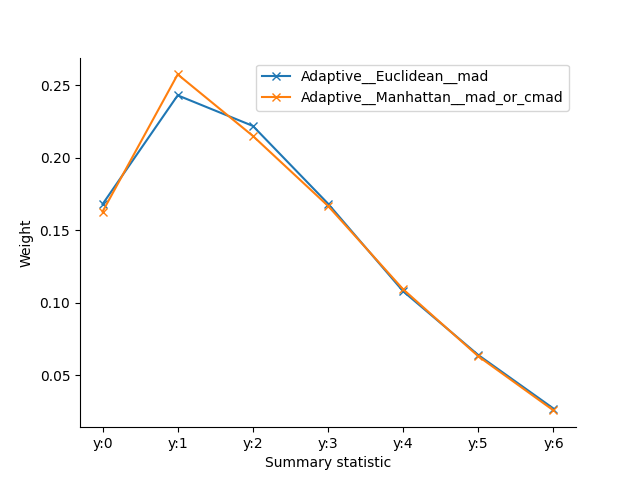 Adaptive__Euclidean__mad
Adaptive__Manhattan__mad_or_cmad
0.25
0.20
0.15
0.10
0.05
Weight
y:0 y:1 y:2 y:3 y:4 y:5 y:6
Summary statistic